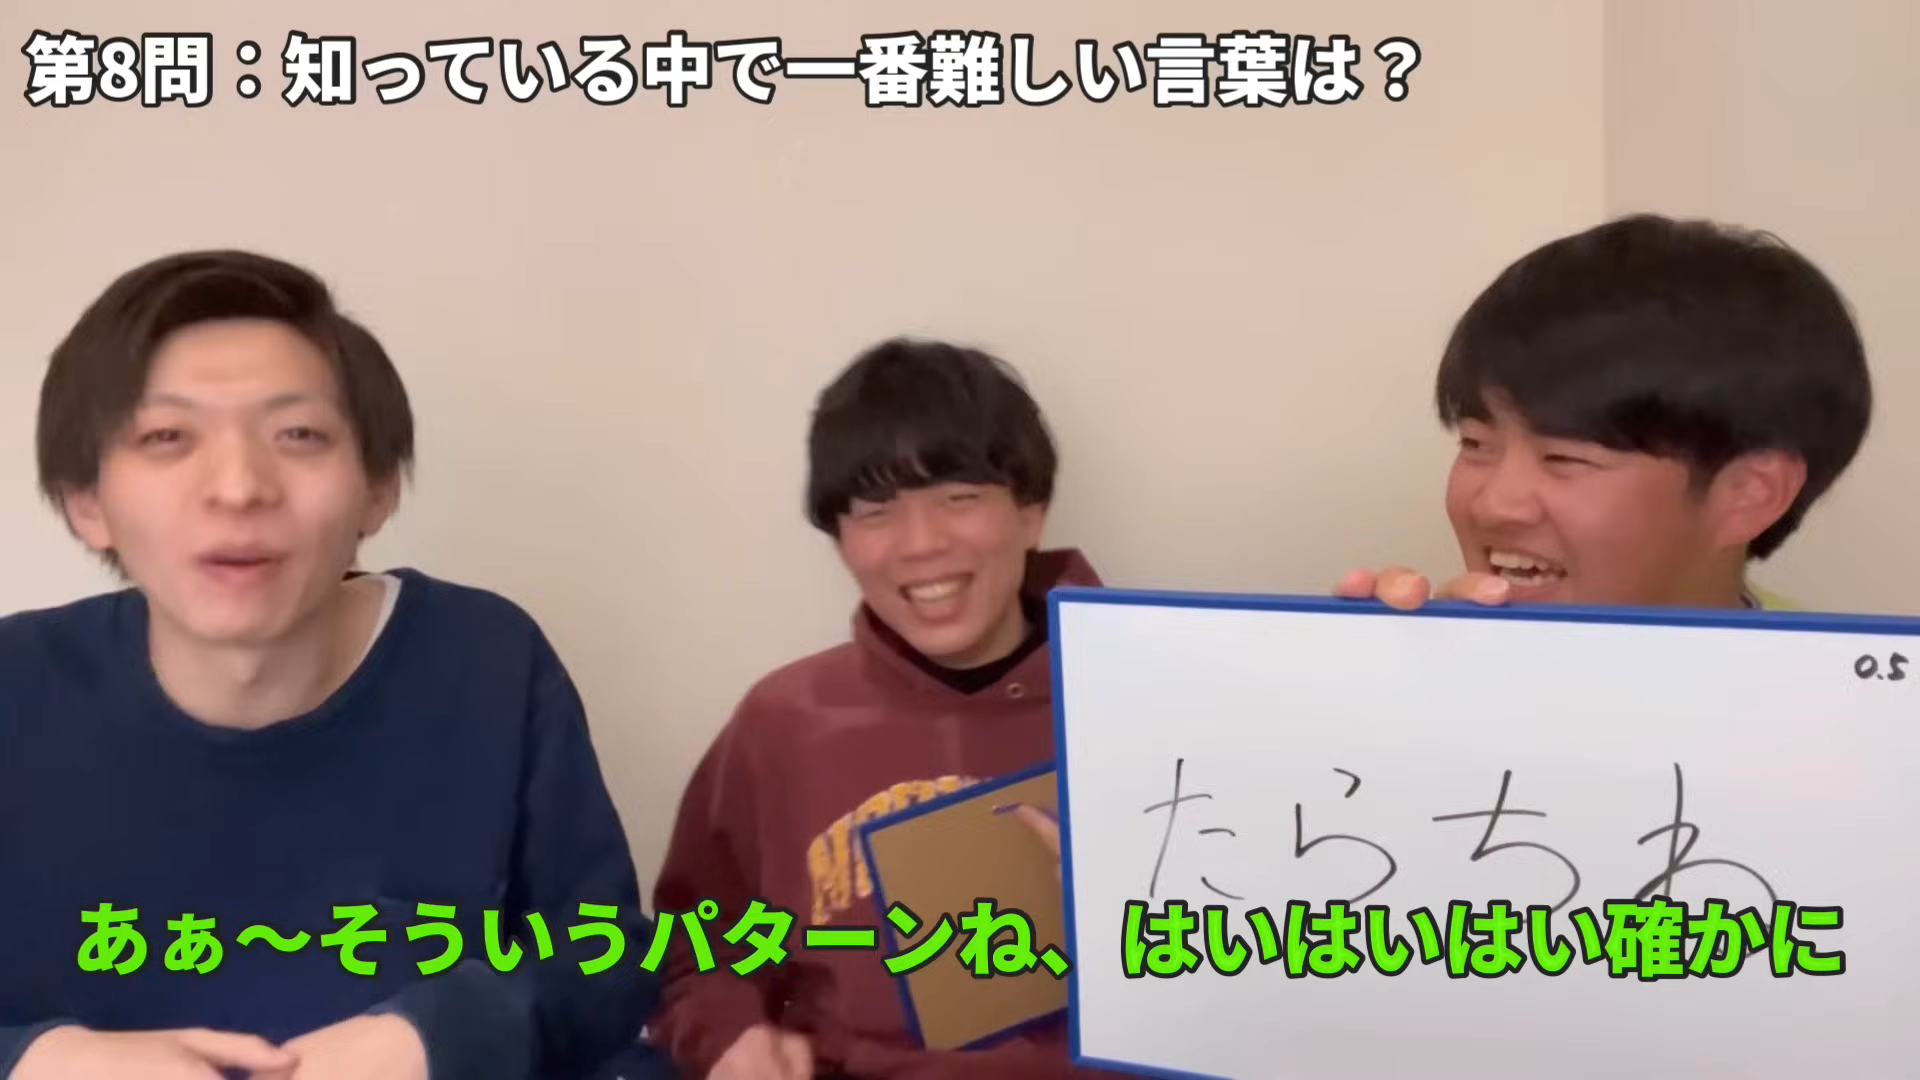 第8問：知っている中で一番難しい言葉は？
0.5
たらちね
あぁ～そういうパターンね、はいはいはい確かに